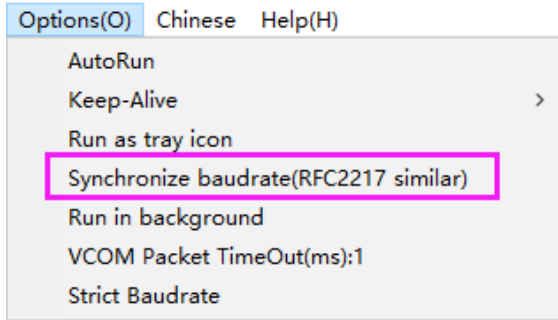 Options(O) Chinese Help(H)
AutoRun
Keep-Alive
Run as tray icon
Synchronize baudrate(RFC2217 similar)
Run in background
VCOM Packet TimeOut(ms):1
Strict Baudrate